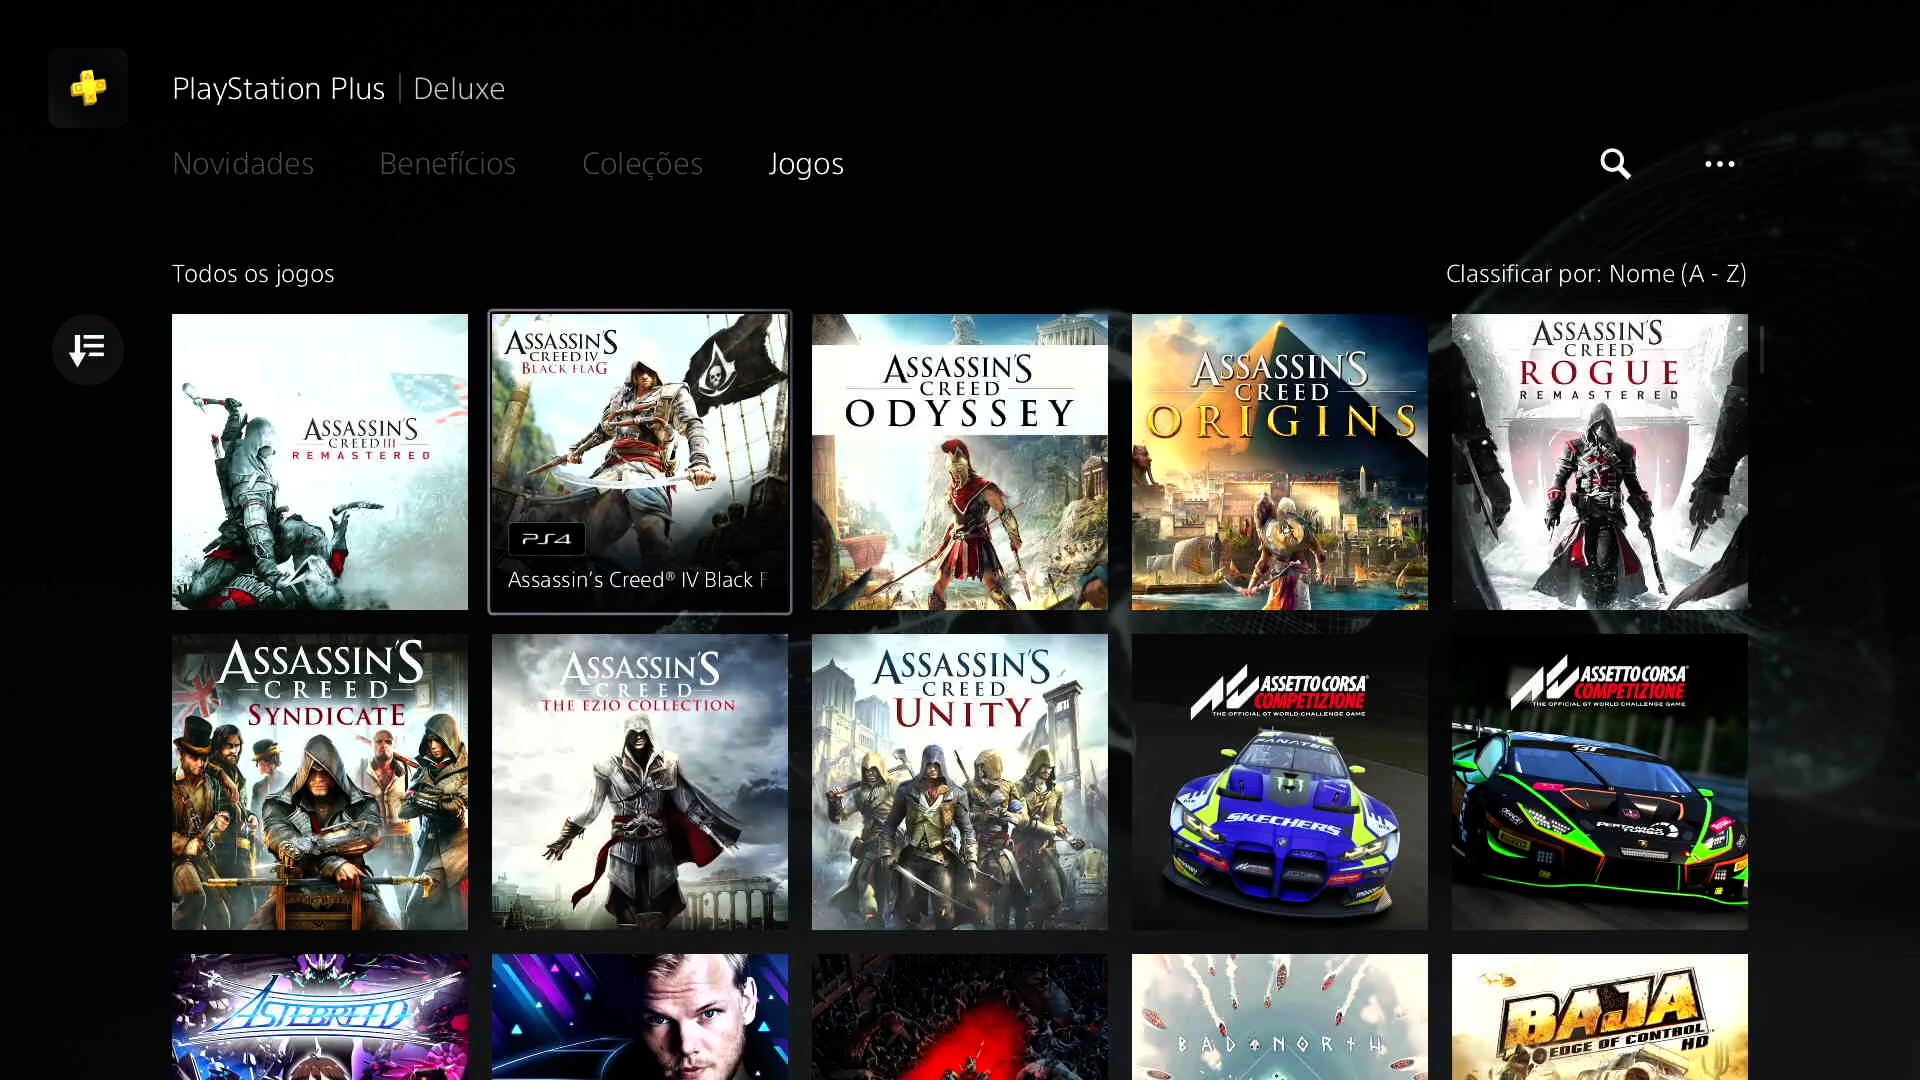 PlayStation Plus | Deluxe
Novidades Benefícios Coleções Jogos
Todos os jogos
Classificar por: Nome (A - Z)
ASSASSIN'S
CREED III
REMASTERED
ASSASSIN'S
CREED IV
BLACK FLAG
PS4
Assassin's Creed® IV Black F
ASSASSIN'S
CREED
ODYSSEY
ASSASSIN'S
CREED
ORIGINS
ASSASSIN'S
CREED
ROGUE
REMASTERED
ASSASSIN'S
CREED
SYNDICATE
ASSASSIN'S
CREED
THE EZIO COLLECTION
ASSASSIN'S
CREED
UNITY
ASSETTO CORSA
COMPETIZIONE
THE OFFICIAL GT WORLD CHALLENGE GAME
FANATEC
SKECHERS
ASSETTO CORSA
COMPETIZIONE
THE OFFICIAL GT WORLD CHALLENGE GAME
GT
ASTEBREED
BAD NORTH
BAJA
EDGE OF CONTROL
HD